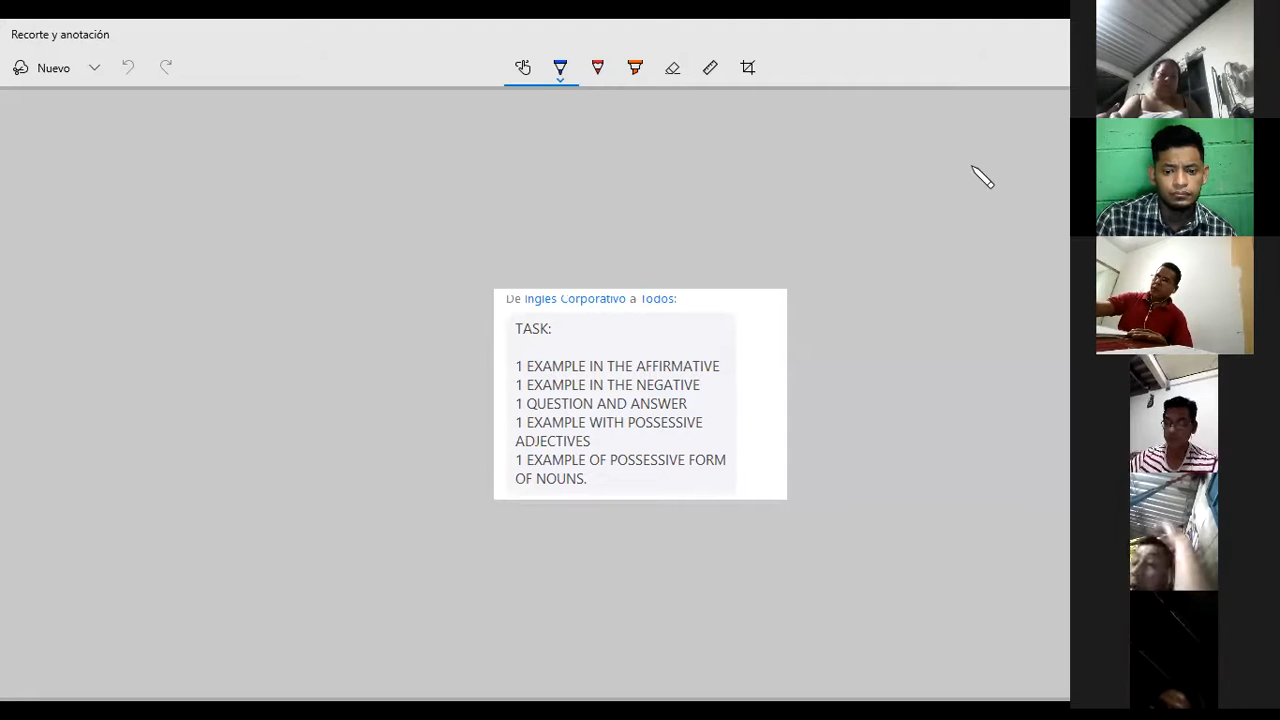 Recorte y anotación
Nuevo
De Ingles Corporativo a Todos:
TASK:
1 EXAMPLE IN THE AFFIRMATIVE
1 EXAMPLE IN THE NEGATIVE
1 QUESTION AND ANSWER
1 EXAMPLE WITH POSSESSIVE
ADJECTIVES
1 EXAMPLE OF POSSESSIVE FORM
OF NOUNS.